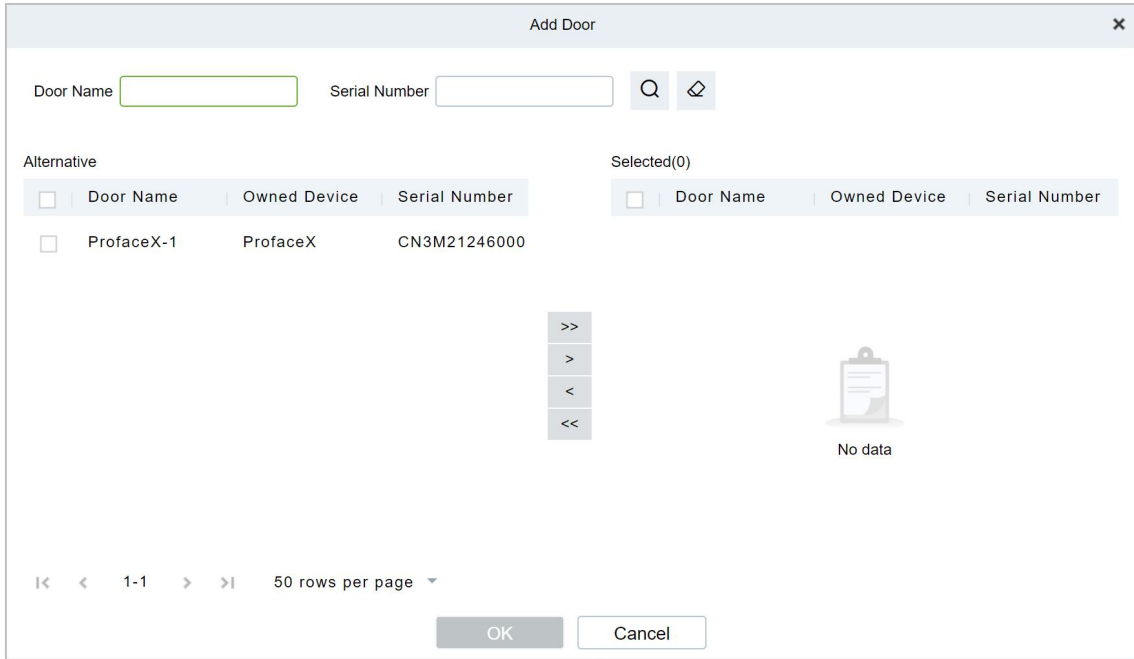 Add Door
Door Name Serial Number
Alternative
Door Name Owned Device Serial Number
ProfaceX-1 ProfaceX CN3M21246000
Selected(0)
Door Name Owned Device Serial Number
>>
>
<
<<
No data
1-1 50 rows per page
OK Cancel